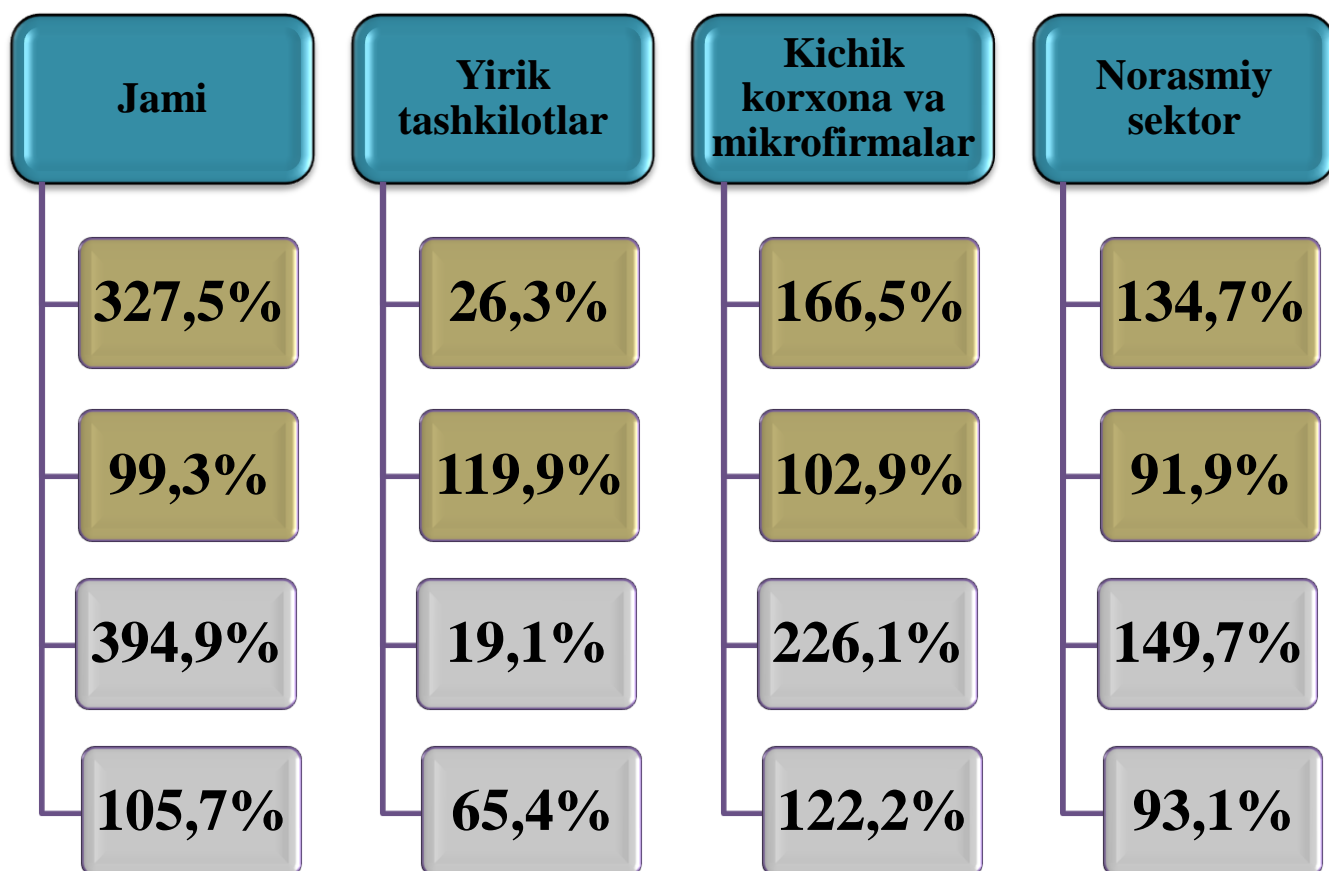 Jami
Yirik
tashkilotlar
Kichik
korxona va
mikrofirmalar
Norasmiy
sektor
327,5%
26,3%
166,5%
134,7%
99,3%
119,9%
102,9%
91,9%
394,9%
19,1%
226,1%
149,7%
105,7%
65,4%
122,2%
93,1%